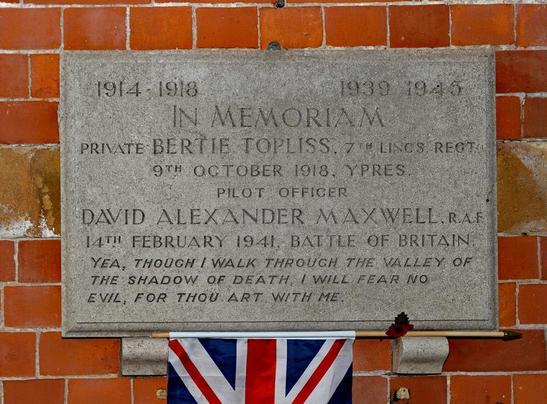 1914-1918 1939 1945
IN MEMORIAM
PRIVATE BERTIE TOPLISS, 7TH LINCS REGT.
9TH OCTOBER 1918, YPRES.
PILOT OFFICER
DAVID ALEXANDER MAXWELL. R.A.F.
14TH FEBRUARY 1941, BATTLE OF BRITAIN.
YEA, THOUGH I WALK THROUGH THE VALLEY OF
THE SHADOW OF DEATH, I WILL FEAR NO
EVIL, FOR THOU ART WITH ME.